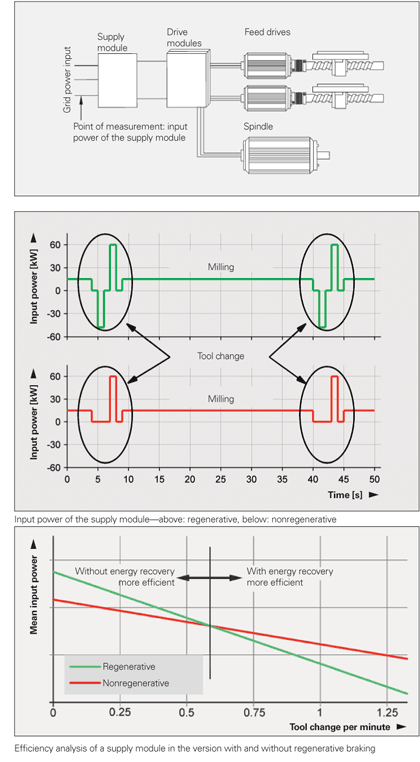 Supply
module
Drive
modules
Feed drives
Grid power input
Point of measurement: input
power of the supply module
Spindle
Input power [kW]
60
30
0
-30
-60
Milling
Tool change
Input power [kW]
60
30
0
-30
-60
Milling
0 5 10 15 20 25 30 35 40 45 50
Time [s]
Input power of the supply module—above: regenerative, below: nonregenerative
Mean input power
Without energy recovery
more efficient
With energy recovery
more efficient
Regenerative
Nonregenerative
0 0.25 0.5 0.75 1 1.25
Tool change per minute
Efficiency analysis of a supply module in the version with and without regenerative braking